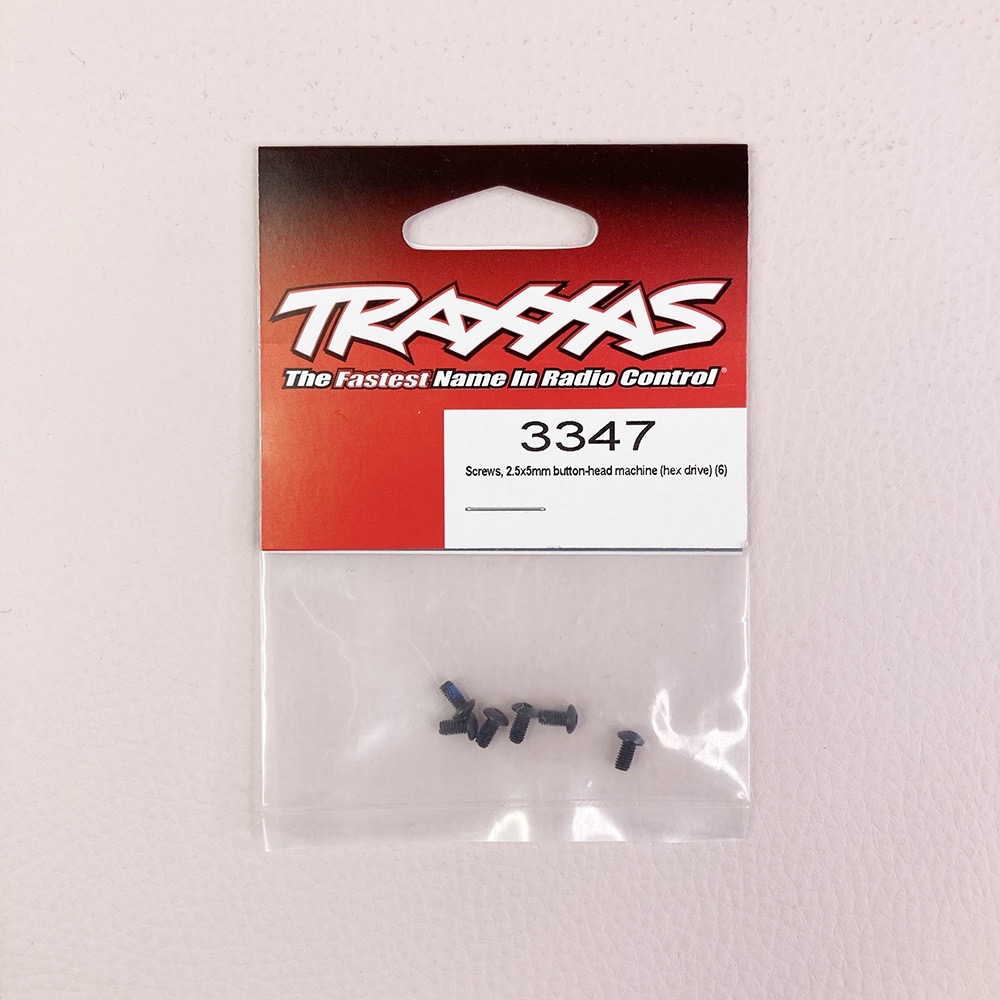 TRAXXAS
The Fastest Name In Radio Control®
3347
Screws, 2.5x5mm button-head machine (hex drive) (6)